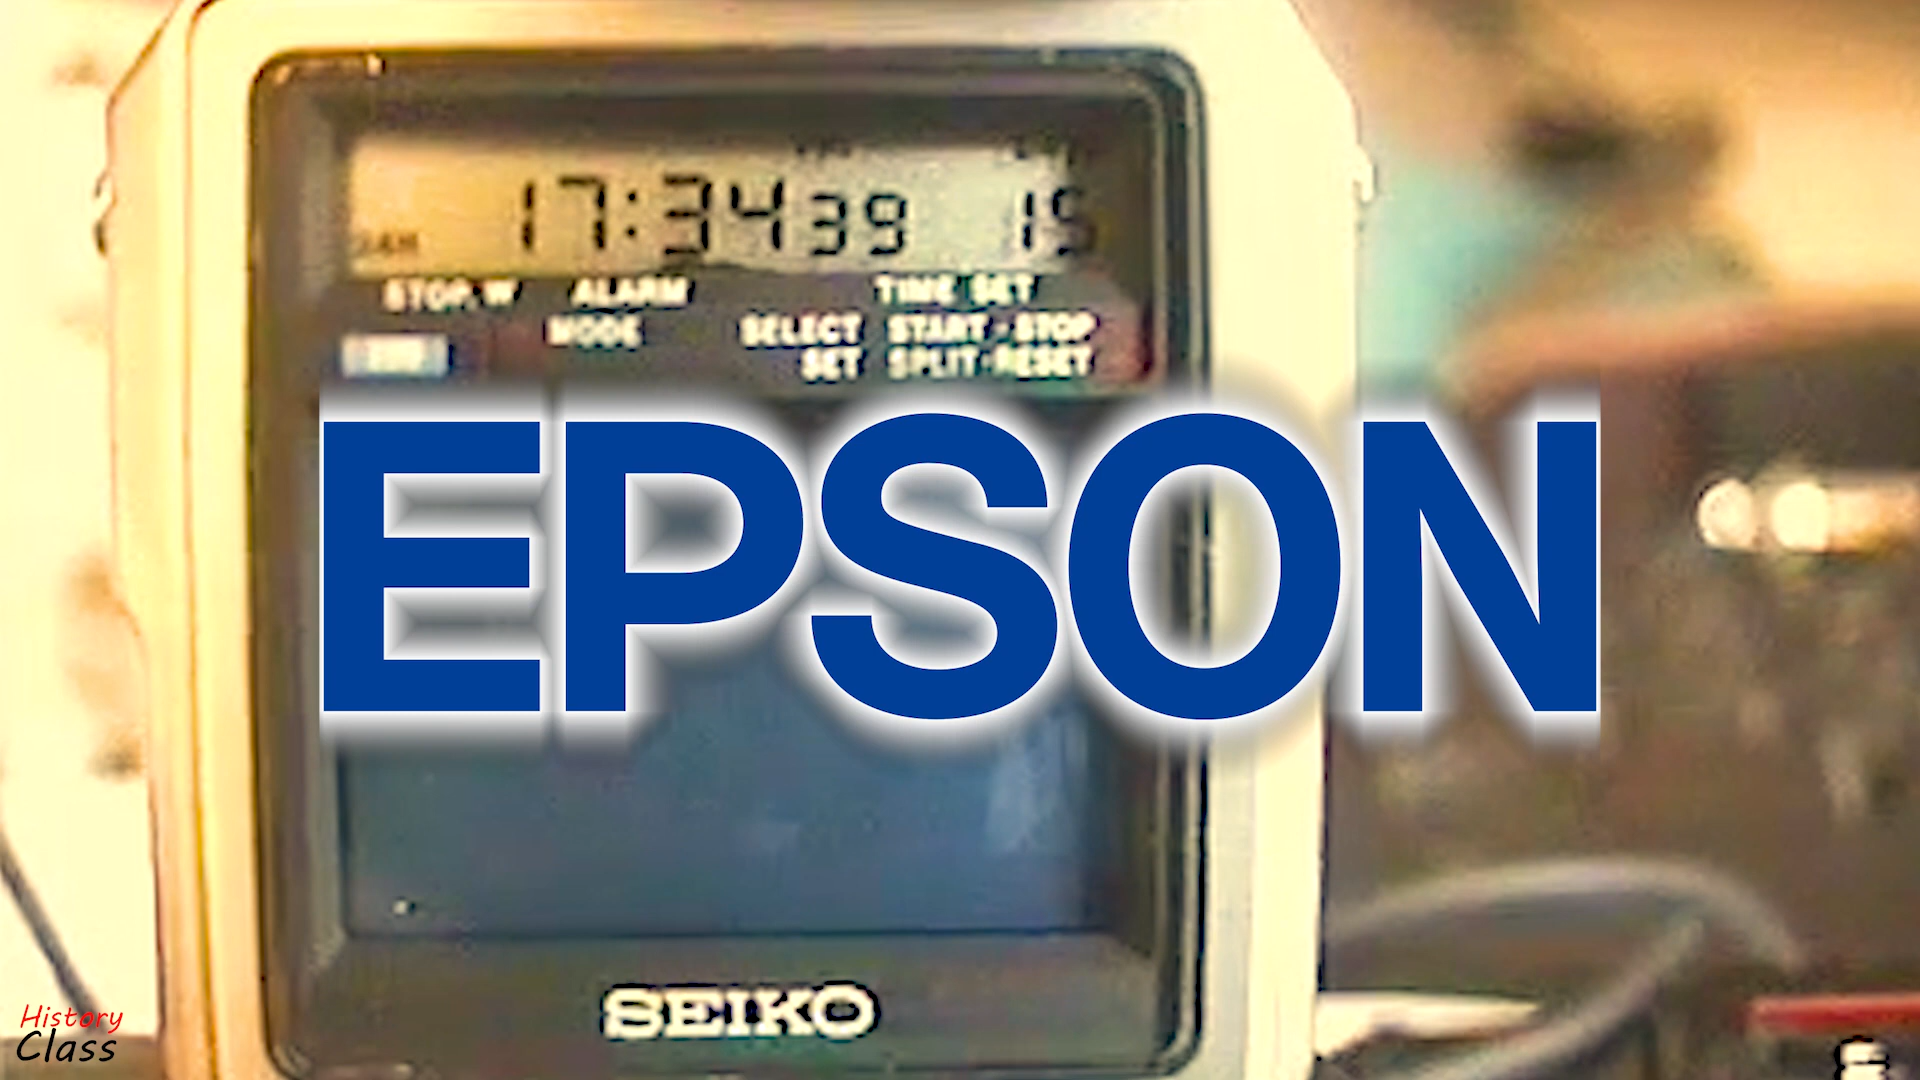 17:34 39 15
STOP.W ALARM TIME SET
MODE SELECT START·STOP
SET SPLIT·RESET
EPSON
SEIKO
History
Class